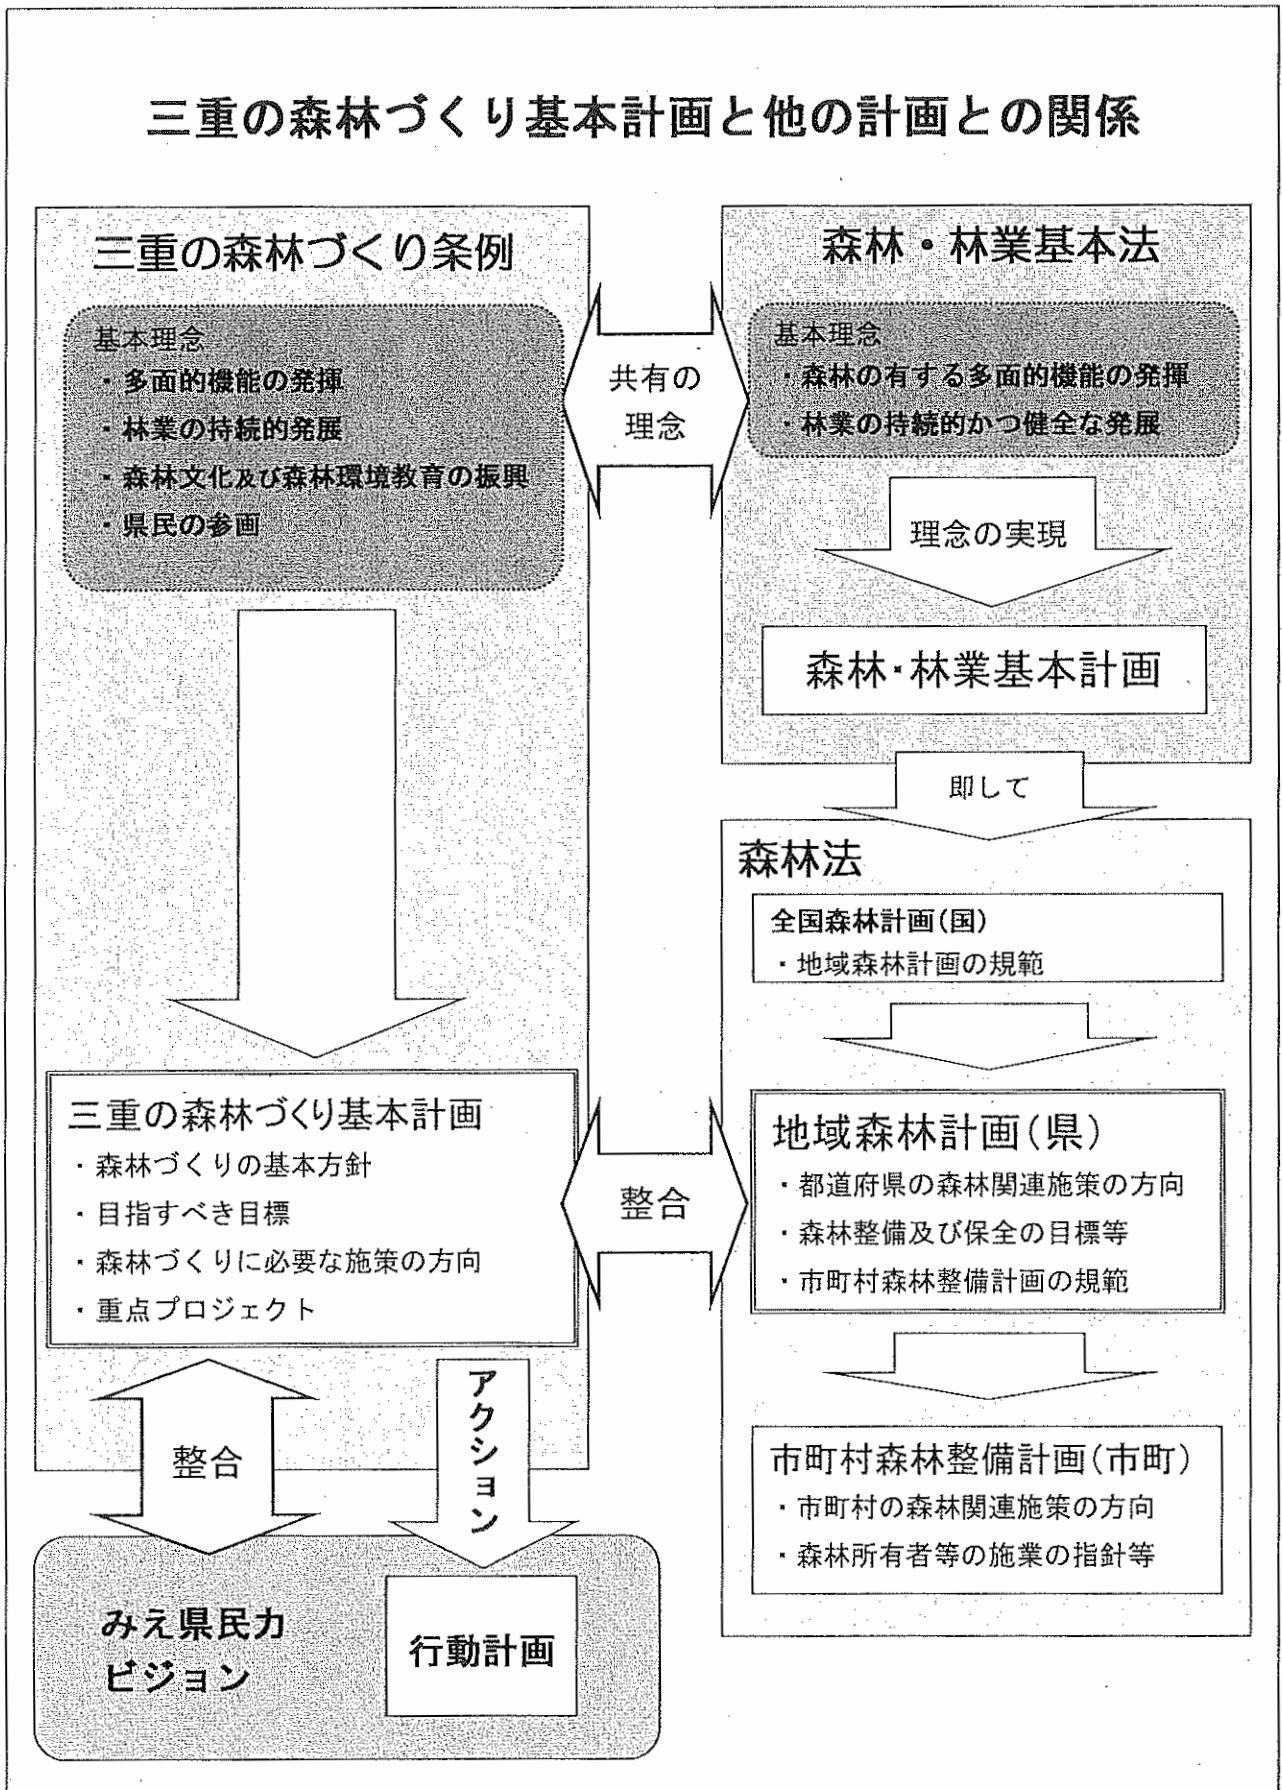 三重の森林づくり基本計画と他の計画との関係
三重の森林づくり条例
基本理念
・多面的機能の発揮
・林業の持続的発展
・森林文化及び森林環境教育の振興
・県民の参画
共有の
理念
森林・林業基本法
基本理念
・森林の有する多面的機能の発揮
・林業の持続的かつ健全な発展
理念の実現
森林・林業基本計画
即して
森林法
全国森林計画(国)
・地域森林計画の規範
三重の森林づくり基本計画
・森林づくりの基本方針
・目指すべき目標
・森林づくりに必要な施策の方向
・重点プロジェクト
整合
地域森林計画(県)
・都道府県の森林関連施策の方向
・森林整備及び保全の目標等
・市町村森林整備計画の規範
整合
アクション
市町村森林整備計画(市町)
・市町村の森林関連施策の方向
・森林所有者等の施業の指針等
みえ県民力
ビジョン
行動計画